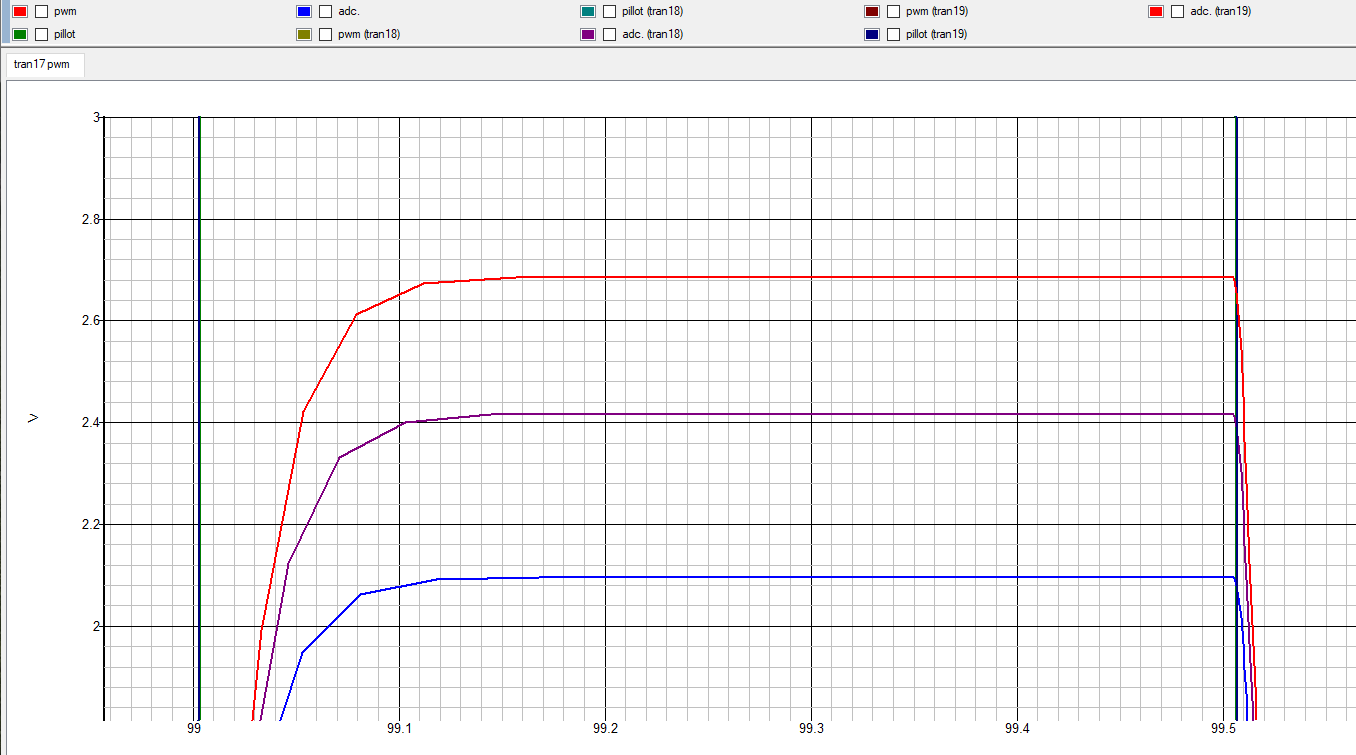 pwm adc. pillot (tran18) pwm (tran19) adc. (tran19)
pillot pwm (tran18) adc. (tran18) pillot (tran19)
tran17 pwm
3
2.8
2.6
V
2.4
2.2
2
99 99.1 99.2 99.3 99.4 99.5